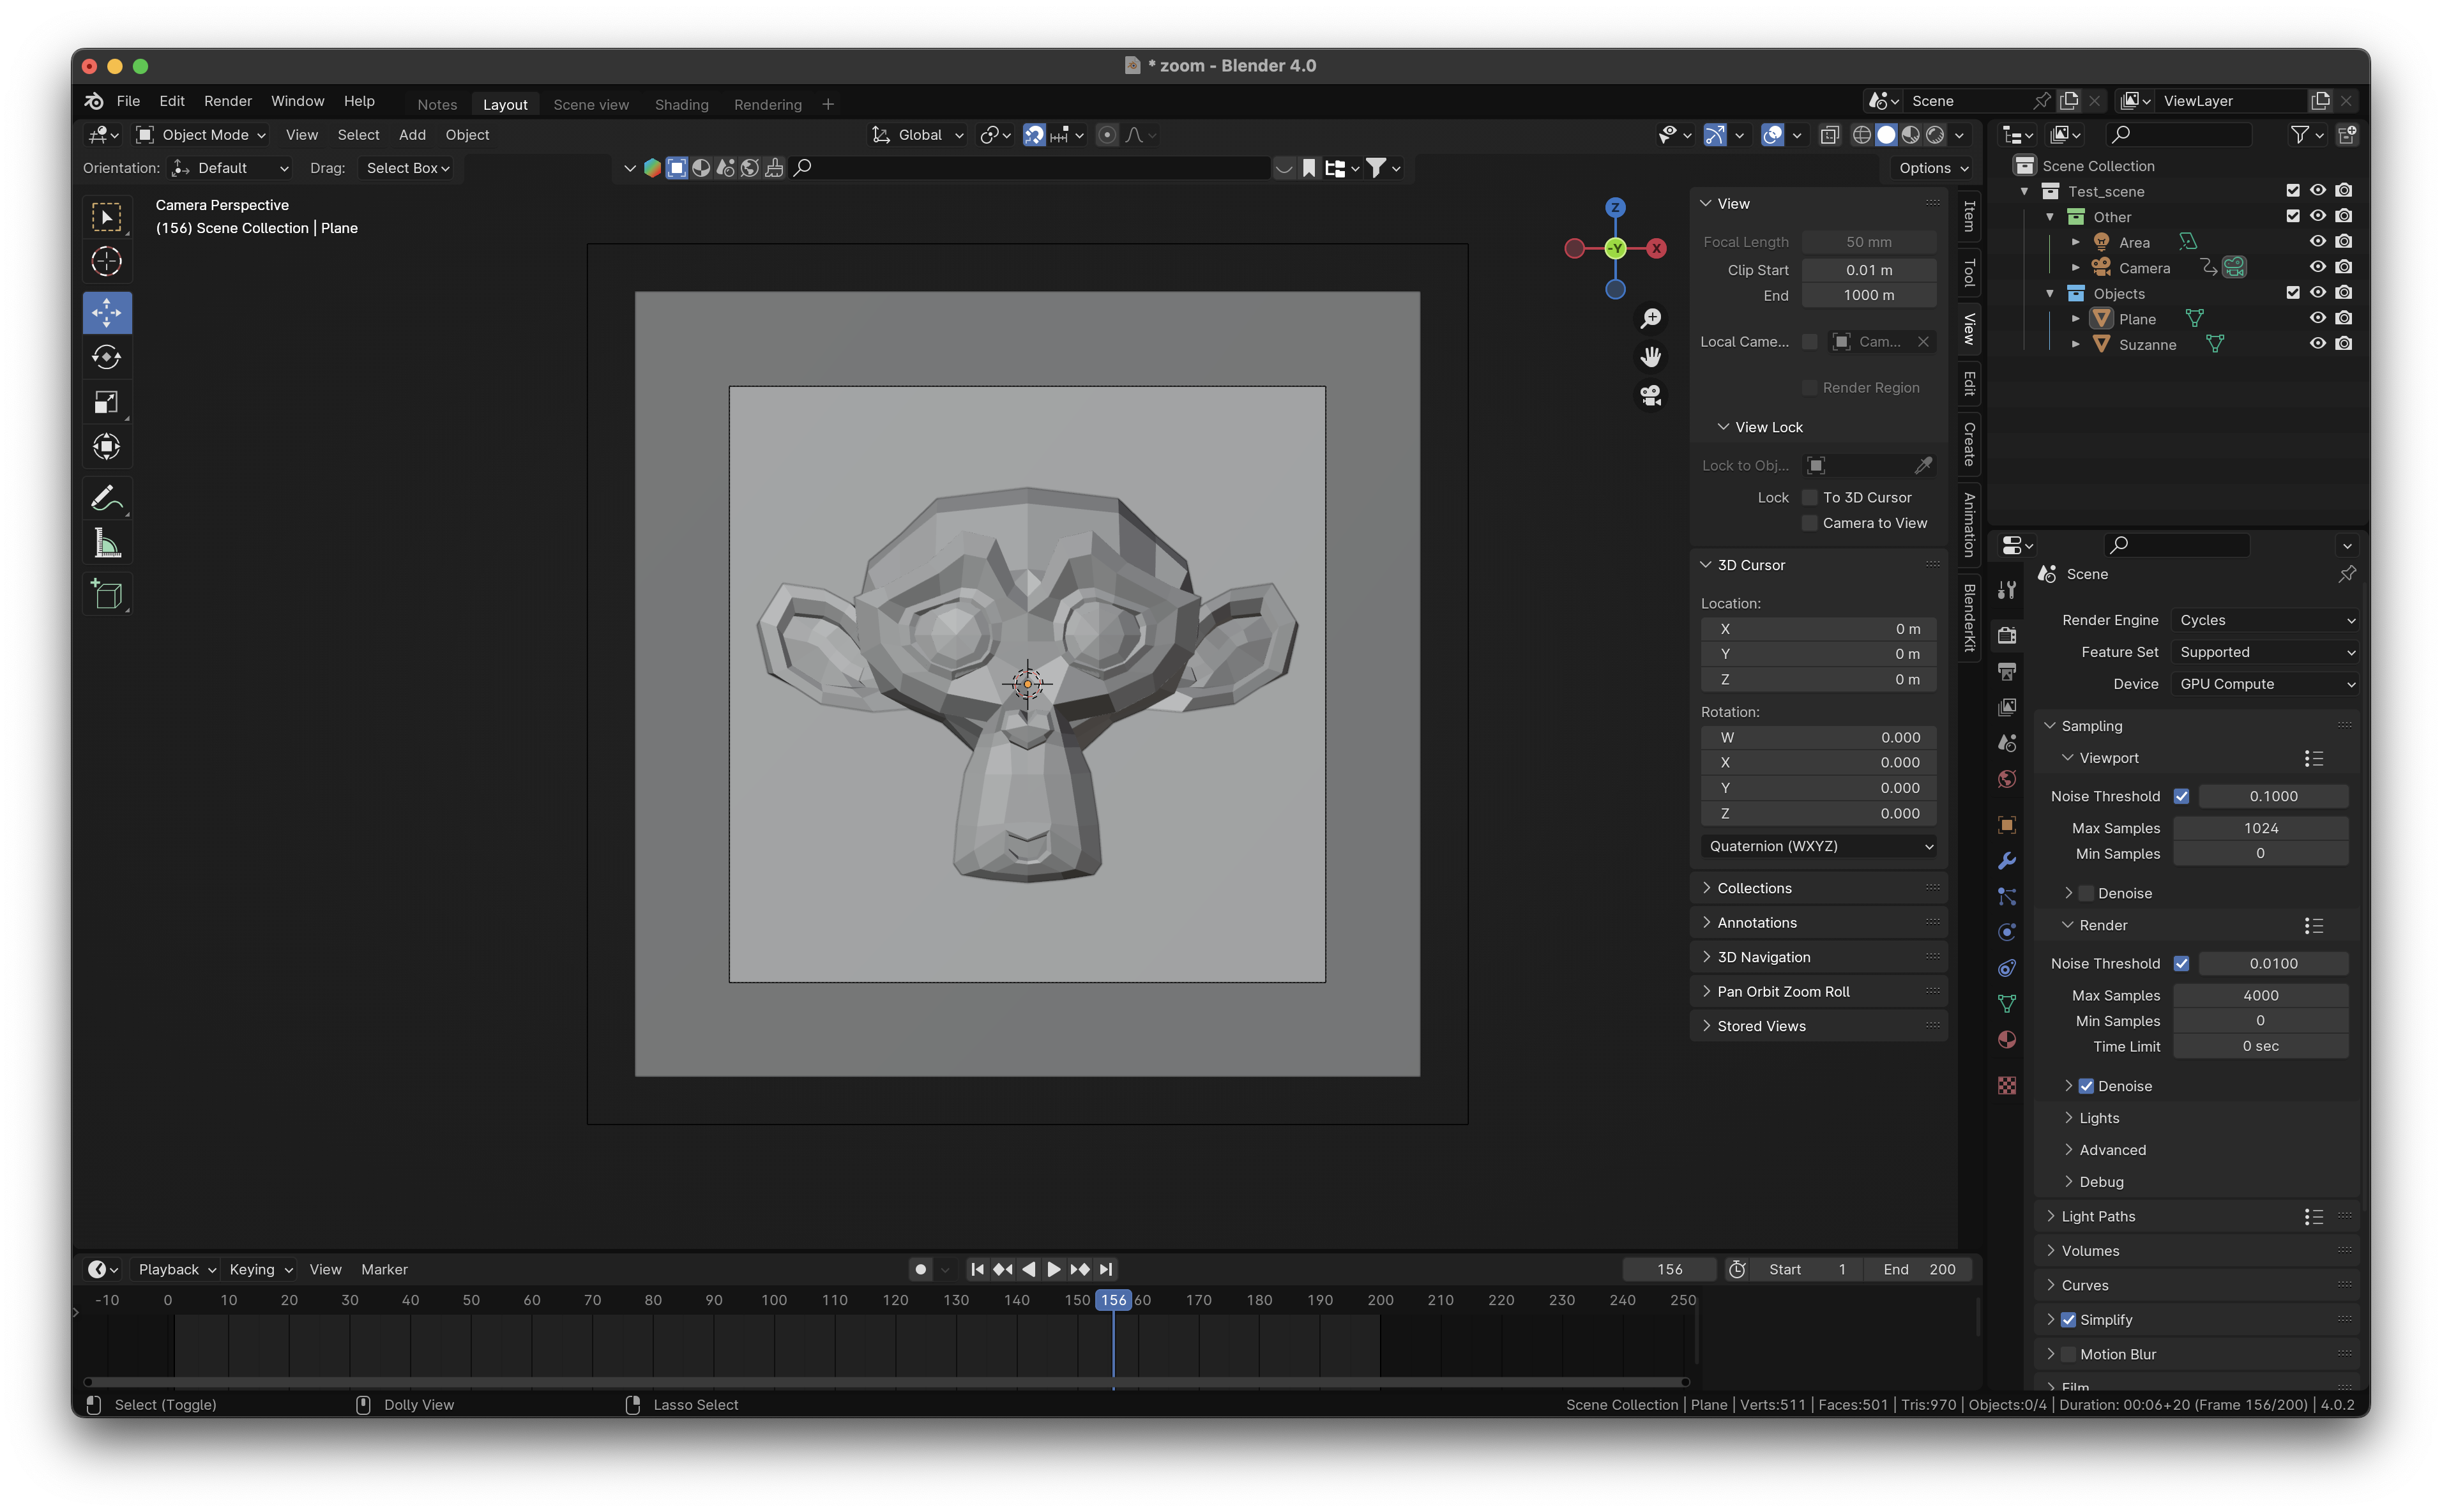 * zoom - Blender 4.0
File Edit Render Window Help Notes Layout Scene view Shading Rendering + Scene ViewLayer
Object Mode View Select Add Object Global
Orientation: Default Drag: Select Box Options
Camera Perspective
(156) Scene Collection | Plane
Z
-Y X
View
Focal Length 50 mm
Clip Start 0.01 m
End 1000 m
Local Came... Cam...
Render Region
View Lock
Lock to Obj...
Lock To 3D Cursor
Camera to View
3D Cursor
Location:
X 0 m
Y 0 m
Z 0 m
Rotation:
W 0.000
X 0.000
Y 0.000
Z 0.000
Quaternion (WXYZ)
Collections
Annotations
3D Navigation
Pan Orbit Zoom Roll
Stored Views
Item
Tool
View
Edit
Create
Animation
BlenderKit
Scene Collection
Test_scene
Other
Area
Camera
Objects
Plane
Suzanne
Scene
Render Engine Cycles
Feature Set Supported
Device GPU Compute
Sampling
Viewport
Noise Threshold 0.1000
Max Samples 1024
Min Samples 0
Denoise
Render
Noise Threshold 0.0100
Max Samples 4000
Min Samples 0
Time Limit 0 sec
Denoise
Lights
Advanced
Debug
Light Paths
Volumes
Curves
Simplify
Motion Blur
Film
Playback Keying View Marker 156 Start 1 End 200
-10 0 10 20 30 40 50 60 70 80 90 100 110 120 130 140 150 156 60 170 180 190 200 210 220 230 240 250
Select (Toggle) Dolly View Lasso Select Scene Collection | Plane | Verts:511 | Faces:501 | Tris:970 | Objects:0/4 | Duration: 00:06+20 (Frame 156/200) | 4.0.2